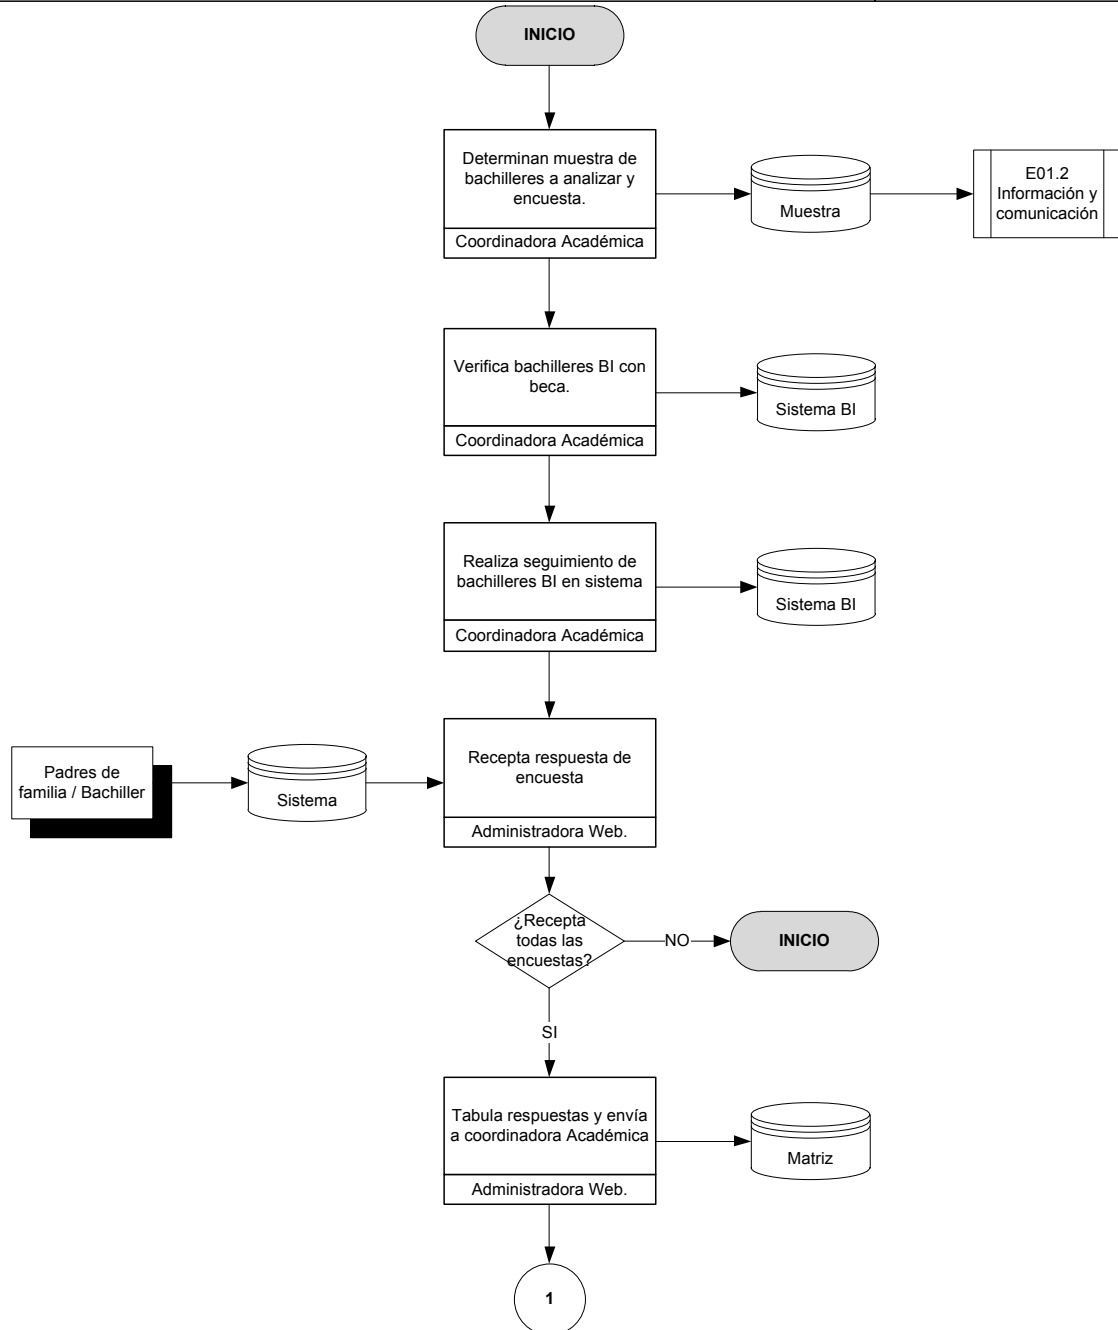 INICIO
Determinan muestra de
bachilleres a analizar y
encuesta.
Coordinadora Académica
Muestra
E01.2
Información y
comunicación
Verifica bachilleres BI con
beca.
Coordinadora Académica
Sistema BI
Realiza seguimiento de
bachilleres BI en sistema
Coordinadora Académica
Sistema BI
Padres de
familia / Bachiller
Sistema
Recepta respuesta de
encuesta
Administradora Web.
¿Recepta
todas las
encuestas?
NO
INICIO
SI
Tabula respuestas y envía
a coordinadora Académica
Administradora Web.
Matriz
1